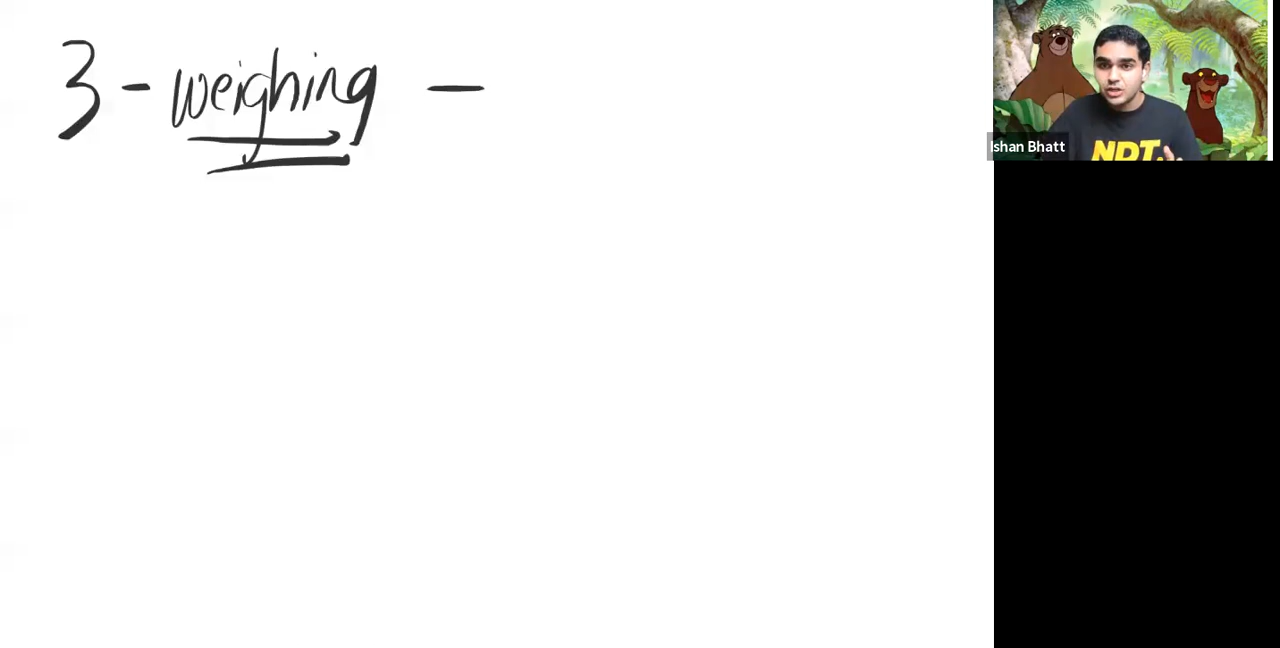 3 - weighing —
Ishan Bhatt
NDT